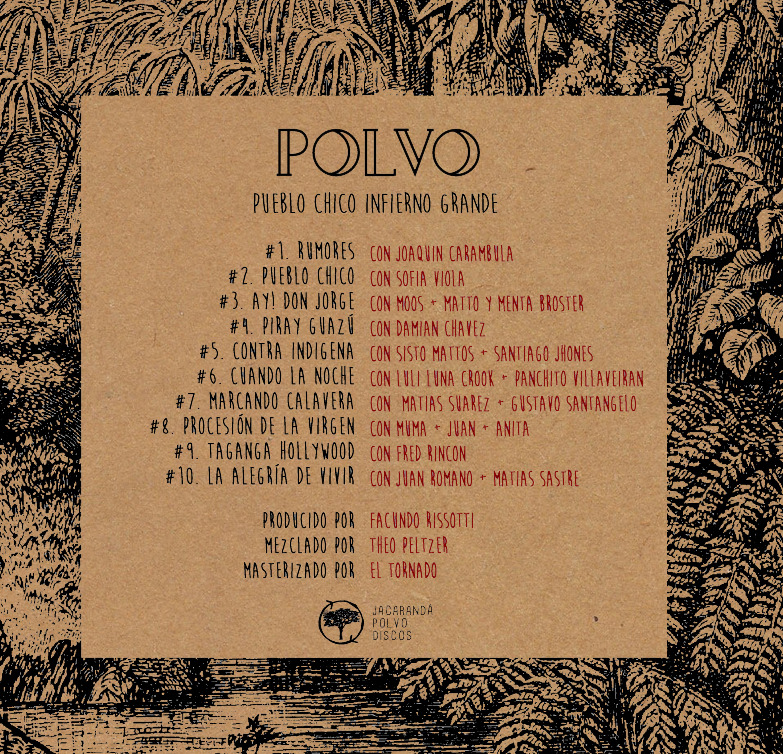 POLVO
PUEBLO CHICO INFIERNO GRANDE
#1. RUMORES CON JOAQUIN CARAMBULA
#2. PUEBLO CHICO CON SOFIA VIOLA
#3. AY! DON JORGE CON MOOS + MATTO Y MENTA BROSTER
#4. PIRAY GUAZÚ CON DAMIAN CHAVEZ
#5. CONTRA INDIGENA CON SISTO MATTOS + SANTIAGO JHONES
#6. CUANDO LA NOCHE CON LULI LUNA CROOK + PANCHITO VILLAVEIRAN
#7. MARCANDO CALAVERA CON MATIAS SUAREZ + GUSTAVO SANTANGELO
#8. PROCESIÓN DE LA VIRGEN CON MUMA + JUAN + ANITA
#9. TAGANGA HOLLYWOOD CON FRED RINCON
#10. LA ALEGRÍA DE VIVIR CON JUAN ROMANO + MATIAS SASTRE
PRODUCIDO POR FACUNDO RISSOTTI
MEZCLADO POR THEO PELTZER
MASTERIZADO POR EL TORNADO
JACARANDÁ
POLVO
DISCOS